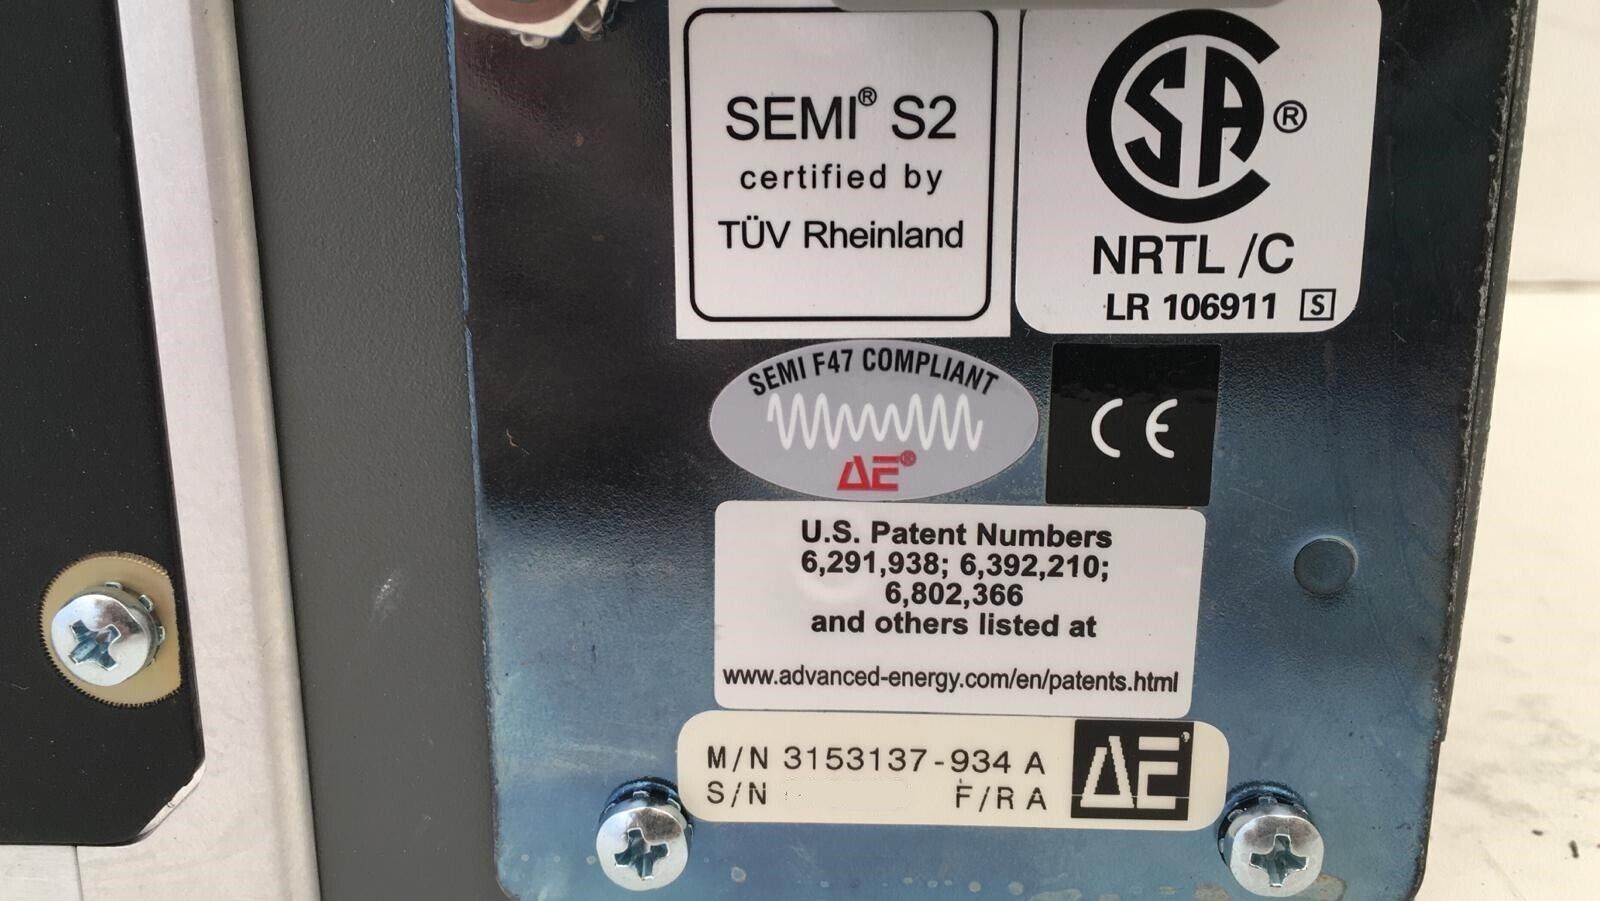 SEMI® S2
certified by
TÜV Rheinland
CSA ®
NRTL /C
LR 106911 S
SEMI F47 COMPLIANT
AE®
CE
U.S. Patent Numbers
6,291,938; 6,392,210;
6,802,366
and others listed at
www.advanced-energy.com/en/patents.html
M/N 3153137-934 A
S/N F/R A
AE